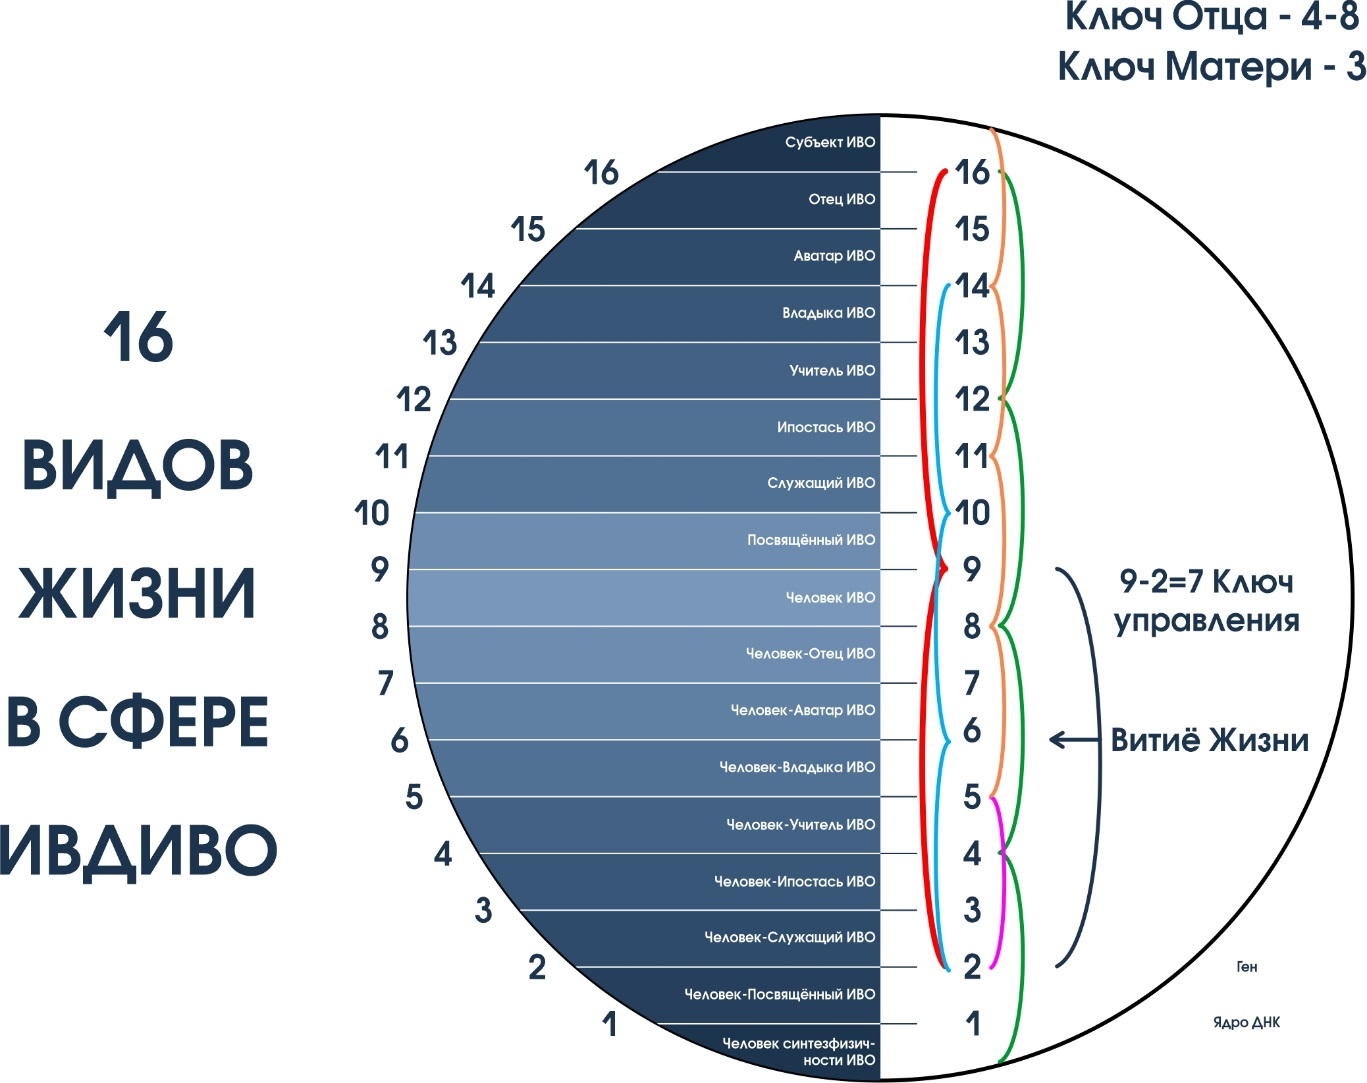 Ключ Отца - 4-8
Ключ Матери - 3
16
ВИДОВ
ЖИЗНИ
В СФЕРЕ
ИВДИВО
Субъект ИВО
16 16
Отец ИВО
15 15
Аватар ИВО
14 14
Владыка ИВО
13 13
Учитель ИВО
12 12
Ипостась ИВО
11 11
Служащий ИВО
10 10
Посвящённый ИВО
9 9
Человек ИВО
8 8
Человек-Отец ИВО
7 7
Человек-Аватар ИВО
6 6
Человек-Владыка ИВО
5 5
Человек-Учитель ИВО
4 4
Человек-Ипостась ИВО
3 3
Человек-Служащий ИВО
2 2
Человек-Посвящённый ИВО
1 1
Человек синтезфизич-
ности ИВО
9-2=7 Ключ
управления
Витиё Жизни
Ген
Ядро ДНК